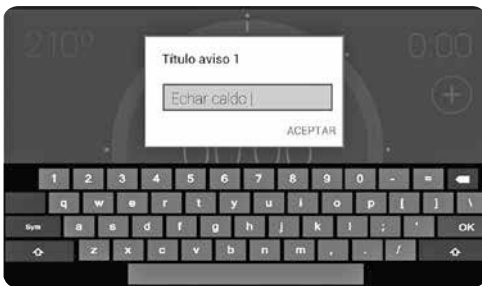 210º
0:00
Título aviso 1
Echar caldo
ACEPTAR
1 2 3 4 5 6 7 8 9 0 - =
q w e r t y u i o p [ ] \
Sym a s d f g h j k l ; ' OK
z x c v b n m , . /